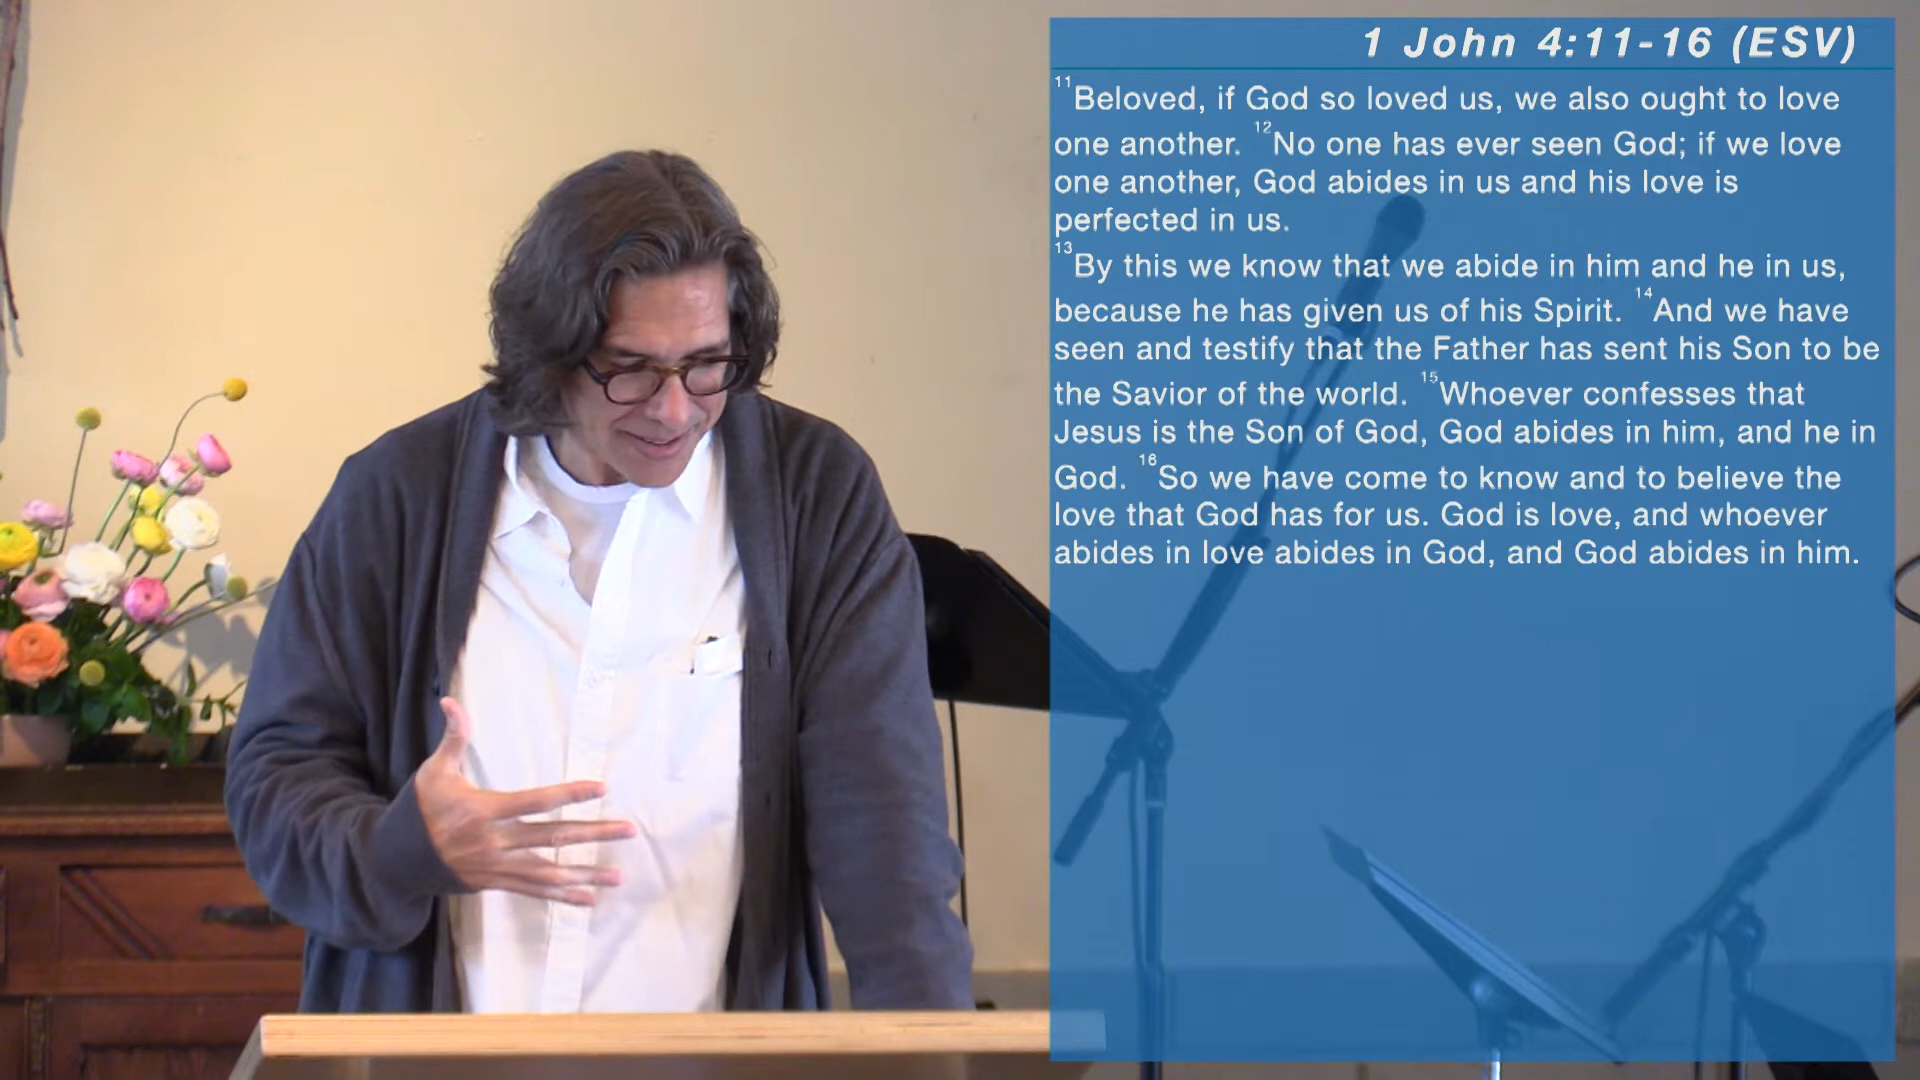 1 John 4:11-16 (ESV)
11Beloved, if God so loved us, we also ought to love
one another. 12No one has ever seen God; if we love
one another, God abides in us and his love is
perfected in us.
13By this we know that we abide in him and he in us,
because he has given us of his Spirit. 14And we have
seen and testify that the Father has sent his Son to be
the Savior of the world. 15Whoever confesses that
Jesus is the Son of God, God abides in him, and he in
God. 16So we have come to know and to believe the
love that God has for us. God is love, and whoever
abides in love abides in God, and God abides in him.